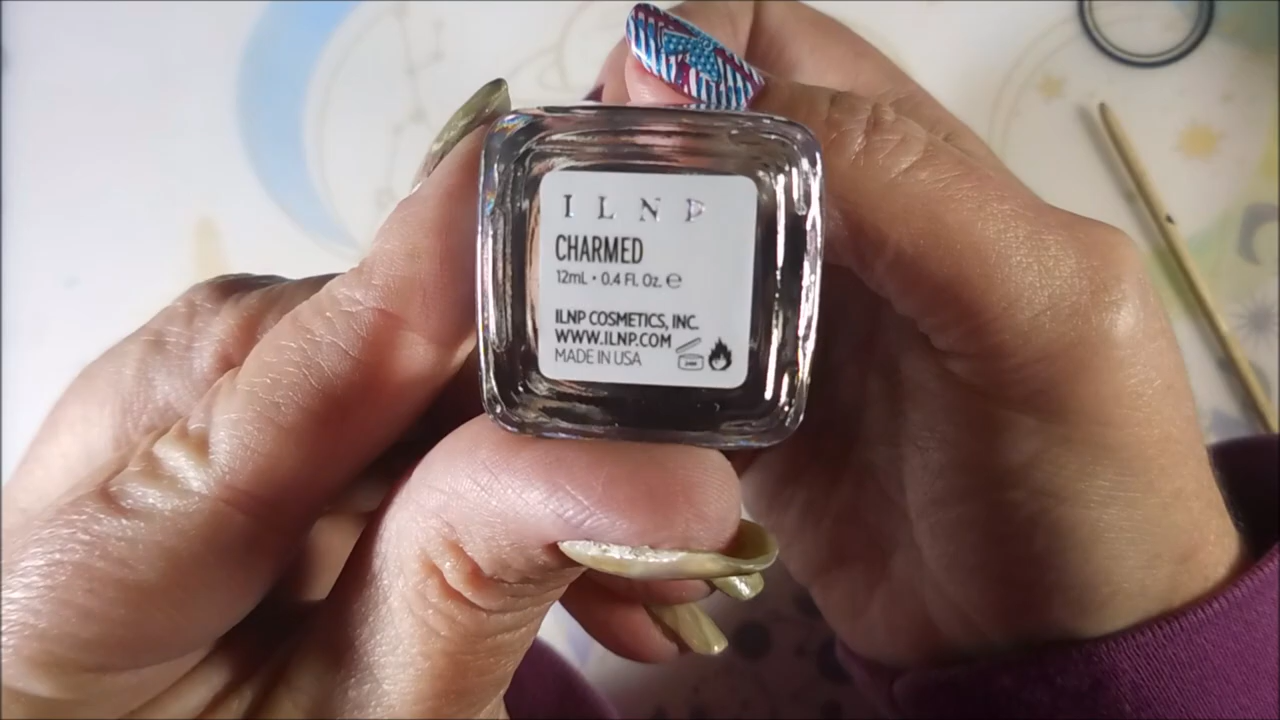 ILNP
CHARMED
12mL • 0.4 Fl. Oz. ℮
ILNP COSMETICS, INC.
WWW.ILNP.COM
MADE IN USA